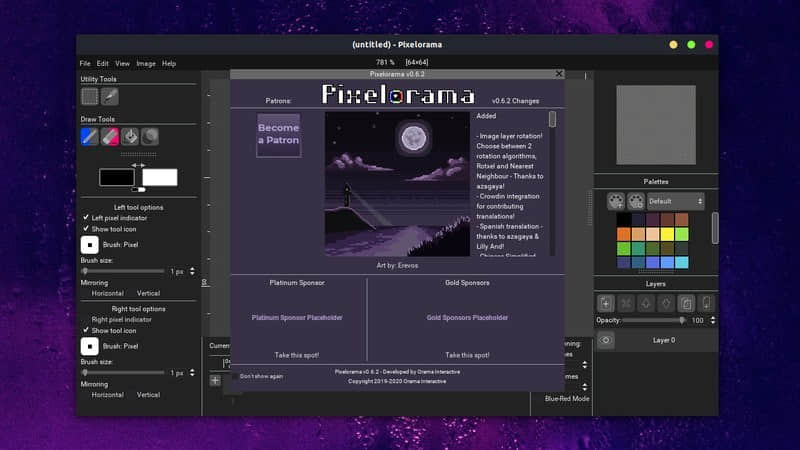 (untitled) - Pixelorama
File Edit View Image Help
781 % [64×64]
Pixelorama v0.6.2
Utility Tools
Draw Tools
Left tool options
Left pixel indicator
Show tool icon
Brush: Pixel
Brush size:
1 px
Mirroring
Horizontal Vertical
Right tool options
Right pixel indicator
Show tool icon
Brush: Pixel
Brush size:
1 px
Mirroring
Horizontal Vertical
Patrons:
Pixelorama
v0.6.2 Changes
Become
a Patron
Added
- Image layer rotation!
Choose between 2
rotation algorithms,
Rotxel and Nearest
Neighbour - Thanks to
azagaya!
- Crowdin integration
for contributing
translations!
- Spanish translation -
thanks to azagaya &
Lilly And!
- Chinese Simplified
Art by: Erevos
Platinum Sponsor
Gold Sponsors
Platinum Sponsor Placeholder
Gold Sponsors Placeholder
Take this spot!
Take this spot!
Don't show again
Pixelorama v0.6.2 - Developed by Orama Interactive
Copyright 2019-2020 Orama Interactive
Palettes
Default
Layers
Opacity:
100
Layer 0
Blue-Red Mode